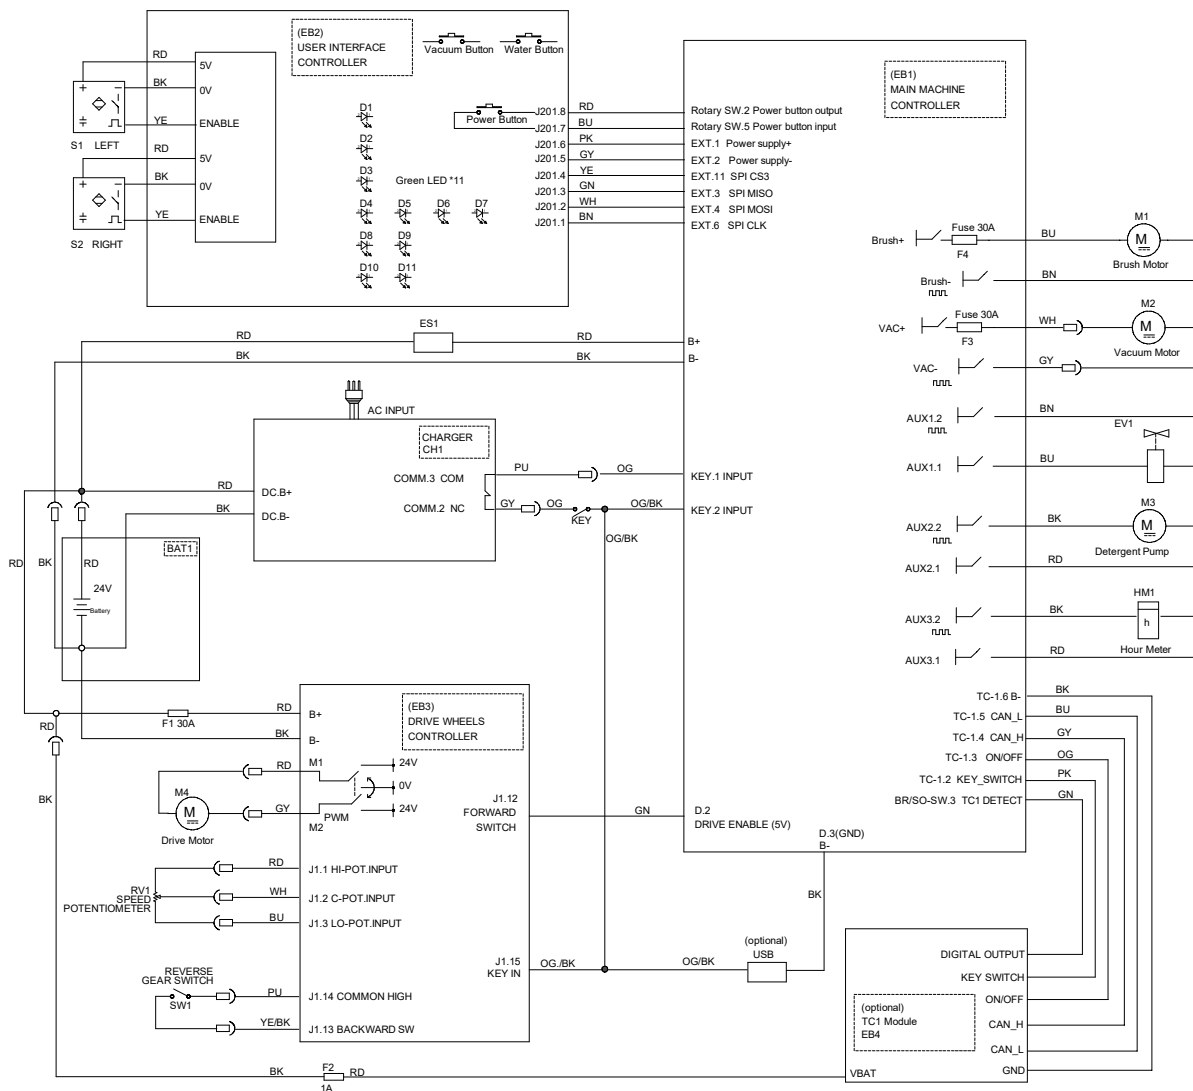 (EB2)
USER INTERFACE
CONTROLLER
Vacuum Button
Water Button
RD
5V
BK
0V
YE
ENABLE
S1 LEFT
RD
5V
BK
0V
YE
ENABLE
S2 RIGHT
D1
D2
D3
Green LED *11
D4 D5 D6 D7
D8 D9
D10 D11
Power Button
J201.8 RD Rotary SW.2 Power button output
J201.7 BU Rotary SW.5 Power button input
J201.6 PK EXT.1 Power supply+
J201.5 GY EXT.2 Power supply-
J201.4 YE EXT.11 SPI CS3
J201.3 GN EXT.3 SPI MISO
J201.2 WH EXT.4 SPI MOSI
J201.1 BN EXT.6 SPI CLK
(EB1)
MAIN MACHINE
CONTROLLER
Brush+ Fuse 30A F4 BU M1
M
Brush Motor
Brush- BN
VAC+ Fuse 30A F3 WH M2
M
Vacuum Motor
VAC- GY
AUX1.2 BN
EV1
AUX1.1 BU
AUX2.2 BK M3
M
Detergent Pump
AUX2.1 RD
AUX3.2 BK HM1
h
Hour Meter
AUX3.1 RD
RD ES1 RD B+
BK BK B-
AC INPUT
CHARGER
CH1
COMM.3 COM PU OG KEY.1 INPUT
COMM.2 NC GY OG KEY OG/BK KEY.2 INPUT
OG/BK
RD DC.B+
BK DC.B-
BAT1
RD BK RD
24V
Battery
TC-1.6 B- BK
TC-1.5 CAN_L BU
TC-1.4 CAN_H GY
TC-1.3 ON/OFF OG
TC-1.2 KEY_SWITCH PK
BR/SO-SW.3 TC1 DETECT GN
(EB3)
DRIVE WHEELS
CONTROLLER
RD
F1 30A RD B+
BK B-
RD M1
24V
0V
24V
PWM
M4
M
GY M2
Drive Motor
BK
J1.12
FORWARD
SWITCH
GN
D.2
DRIVE ENABLE (5V)
D.3(GND)
B-
BK
RD J1.1 HI-POT.INPUT
RV1
SPEED
POTENTIOMETER
WH J1.2 C-POT.INPUT
BU J1.3 LO-POT.INPUT
J1.15
KEY IN
OG./BK
OG/BK
(optional)
USB
REVERSE
GEAR SWITCH
SW1
PU J1.14 COMMON HIGH
YE/BK J1.13 BACKWARD SW
DIGITAL OUTPUT
KEY SWITCH
ON/OFF
CAN_H
CAN_L
GND
(optional)
TC1 Module
EB4
VBAT
BK F2 RD
1A